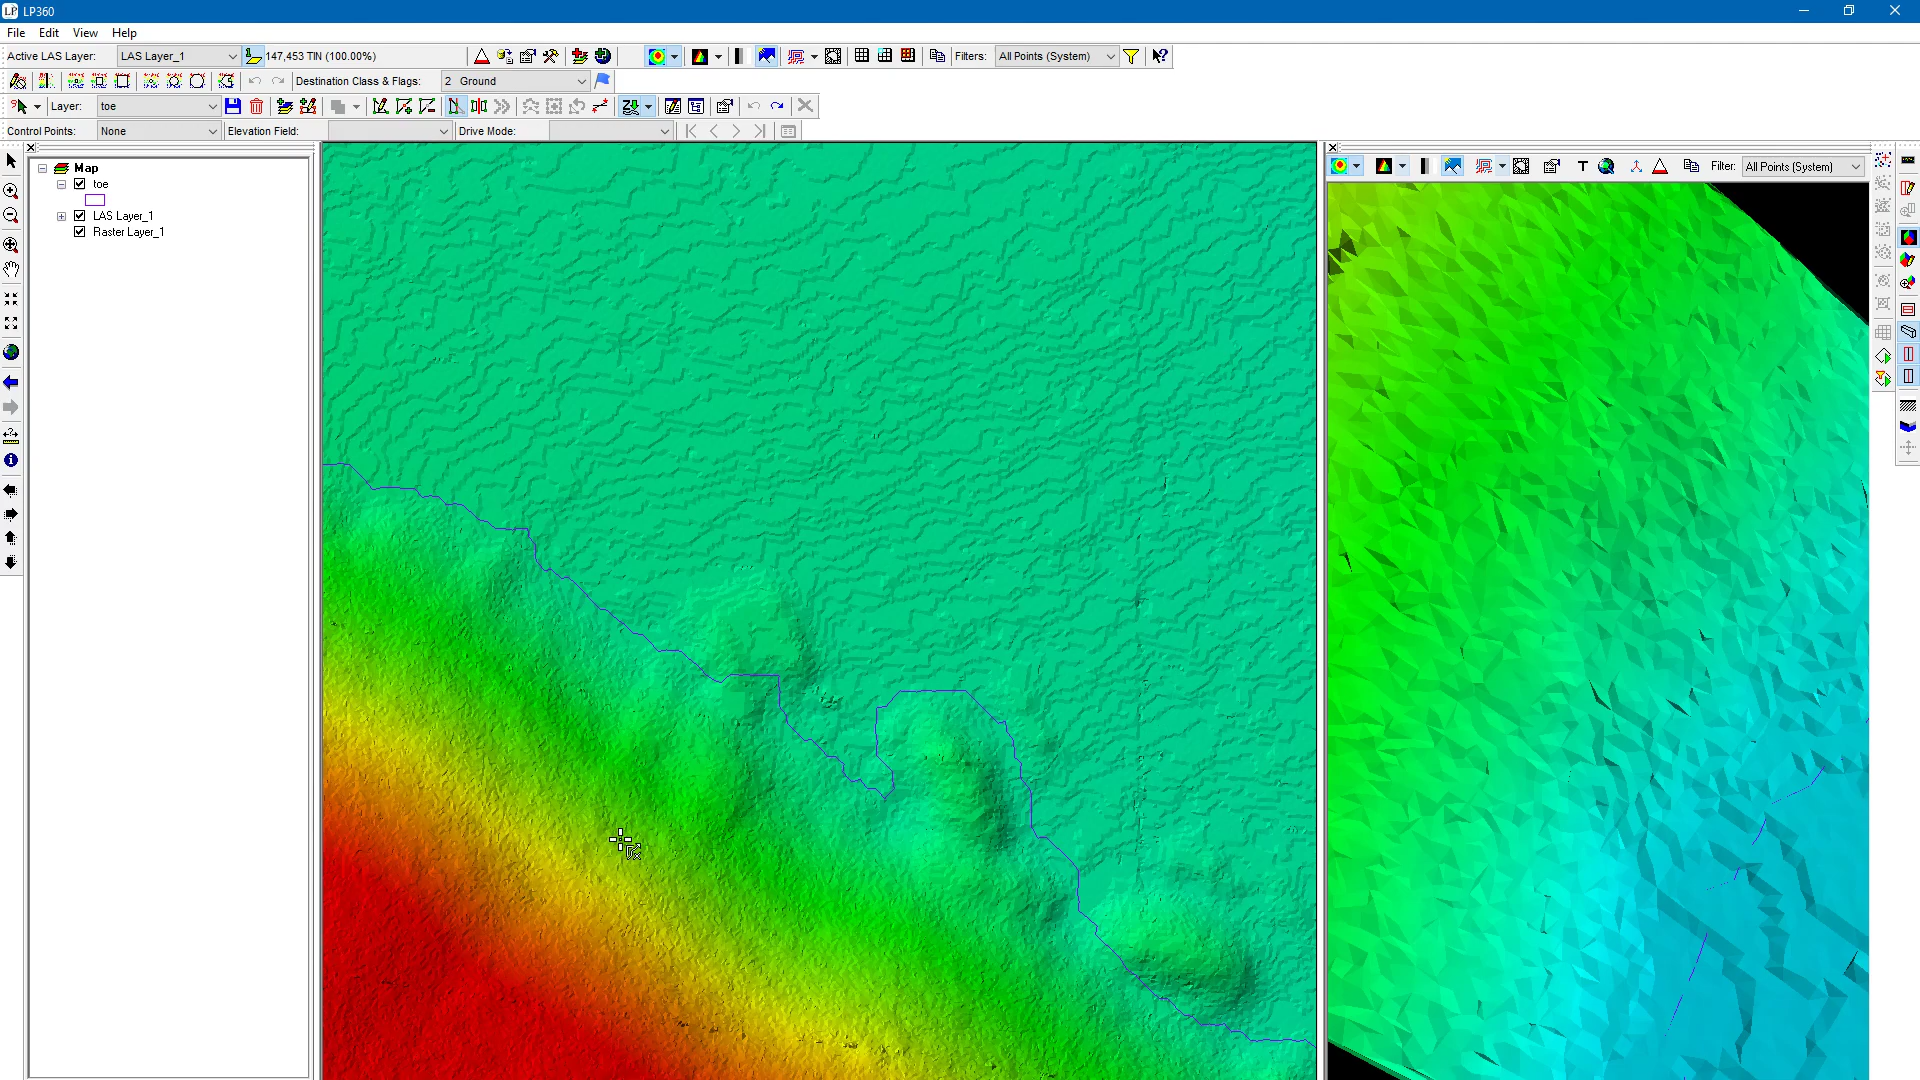 LP360
File Edit View Help
Active LAS Layer: LAS Layer_1 147,453 TIN (100.00%) Filters: All Points (System)
Destination Class & Flags: 2 Ground
Layer: toe
Control Points: None Elevation Field: Drive Mode:
Map
toe
LAS Layer_1
Raster Layer_1
T Filter: All Points (System)